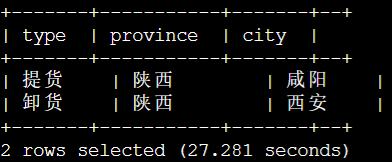 +-------+-----------+-------+--+
| type | province | city |
+-------+-----------+-------+--+
| 提货 | 陕西 | 咸阳 |
| 卸货 | 陕西 | 西安 |
+-------+-----------+-------+--+
2 rows selected (27.281 seconds)